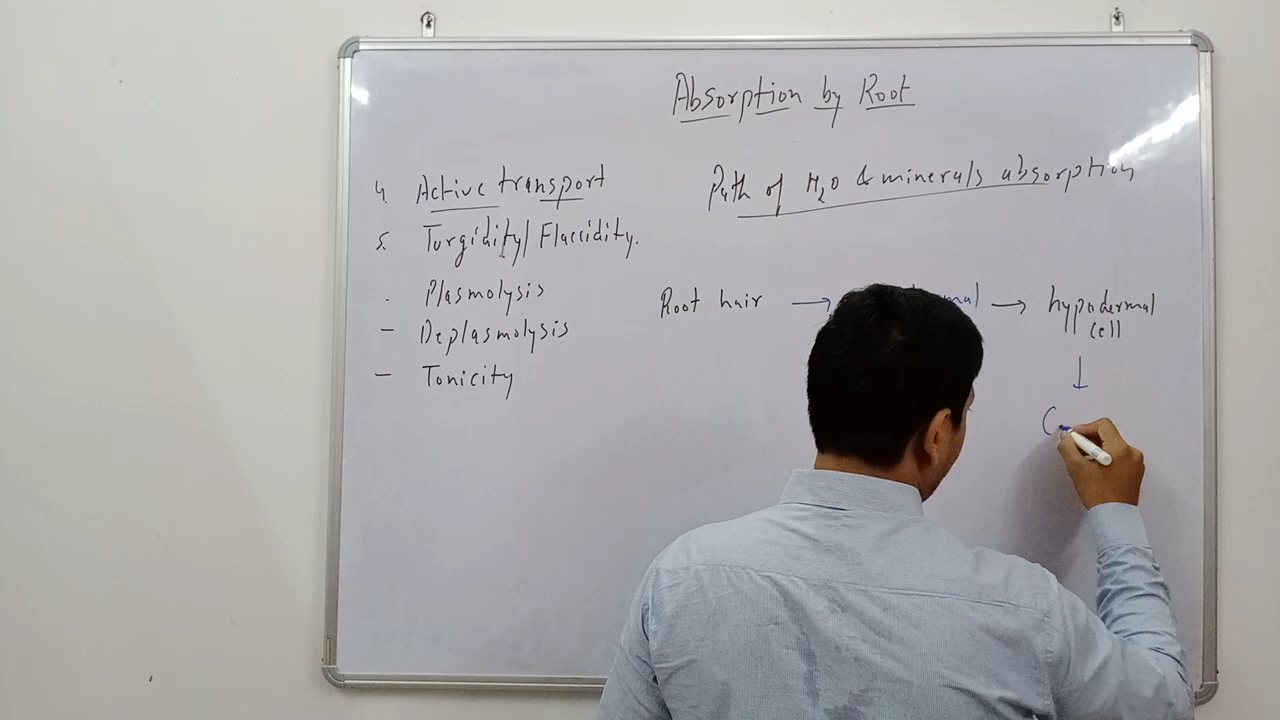 Absorption by Root
4. Active transport
5. Turgidity/Flaccidity.
. Plasmolysis
- Deplasmolysis
- Tonicity
Path of H₂O & minerals absorption
Root hair → → hypodermal
cell
↓